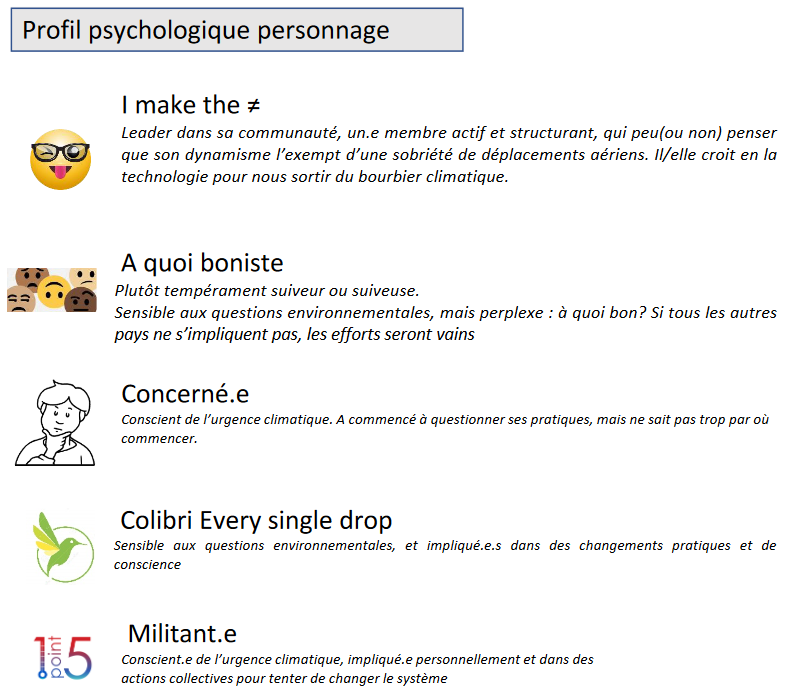 Profil psychologique personnage
I make the ≠
Leader dans sa communauté, un.e membre actif et structurant, qui peu(ou non) penser
que son dynamisme l’exempt d’une sobriété de déplacements aériens. Il/elle croit en la
technologie pour nous sortir du bourbier climatique.
A quoi boniste
Plutôt tempérament suiveur ou suiveuse.
Sensible aux questions environnementales, mais perplexe : à quoi bon? Si tous les autres
pays ne s’impliquent pas, les efforts seront vains
Concerné.e
Conscient de l’urgence climatique. A commencé à questionner ses pratiques, mais ne sait pas trop par où
commencer.
Colibri Every single drop
Sensible aux questions environnementales, et impliqué.e.s dans des changements pratiques et de
conscience
Militant.e
1point5
Conscient.e de l’urgence climatique, impliqué.e personnellement et dans des
actions collectives pour tenter de changer le système